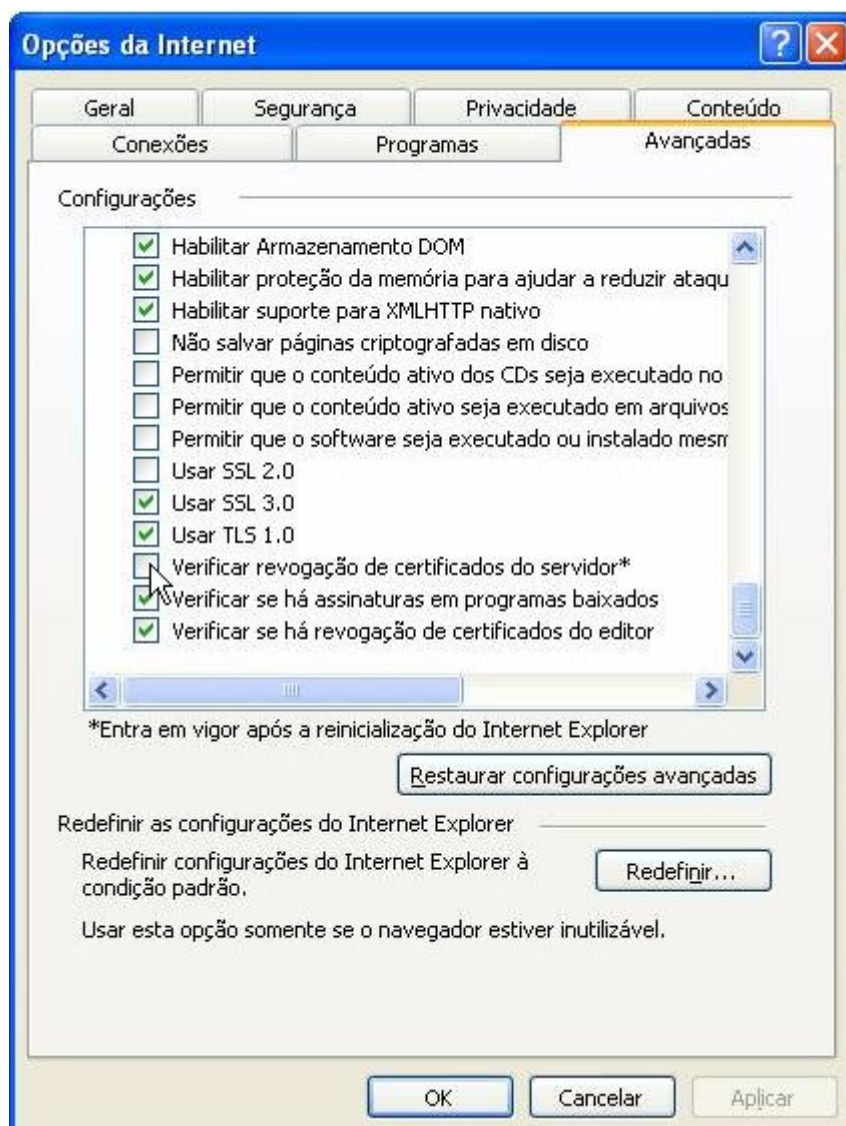 Opções da Internet
Geral
Segurança
Privacidade
Conteúdo
Conexões
Programas
Avançadas
Configurações
Habilitar Armazenamento DOM
Habilitar proteção da memória para ajudar a reduzir ataqu
Habilitar suporte para XMLHTTP nativo
Não salvar páginas criptografadas em disco
Permitir que o conteúdo ativo dos CDs seja executado no
Permitir que o conteúdo ativo seja executado em arquivos
Permitir que o software seja executado ou instalado mesm
Usar SSL 2.0
Usar SSL 3.0
Usar TLS 1.0
Verificar revogação de certificados do servidor*
Verificar se há assinaturas em programas baixados
Verificar se há revogação de certificados do editor
*Entra em vigor após a reinicialização do Internet Explorer
Restaurar configurações avançadas
Redefinir as configurações do Internet Explorer
Redefinir configurações do Internet Explorer à
condição padrão.
Redefinir...
Usar esta opção somente se o navegador estiver inutilizável.
OK
Cancelar
Aplicar